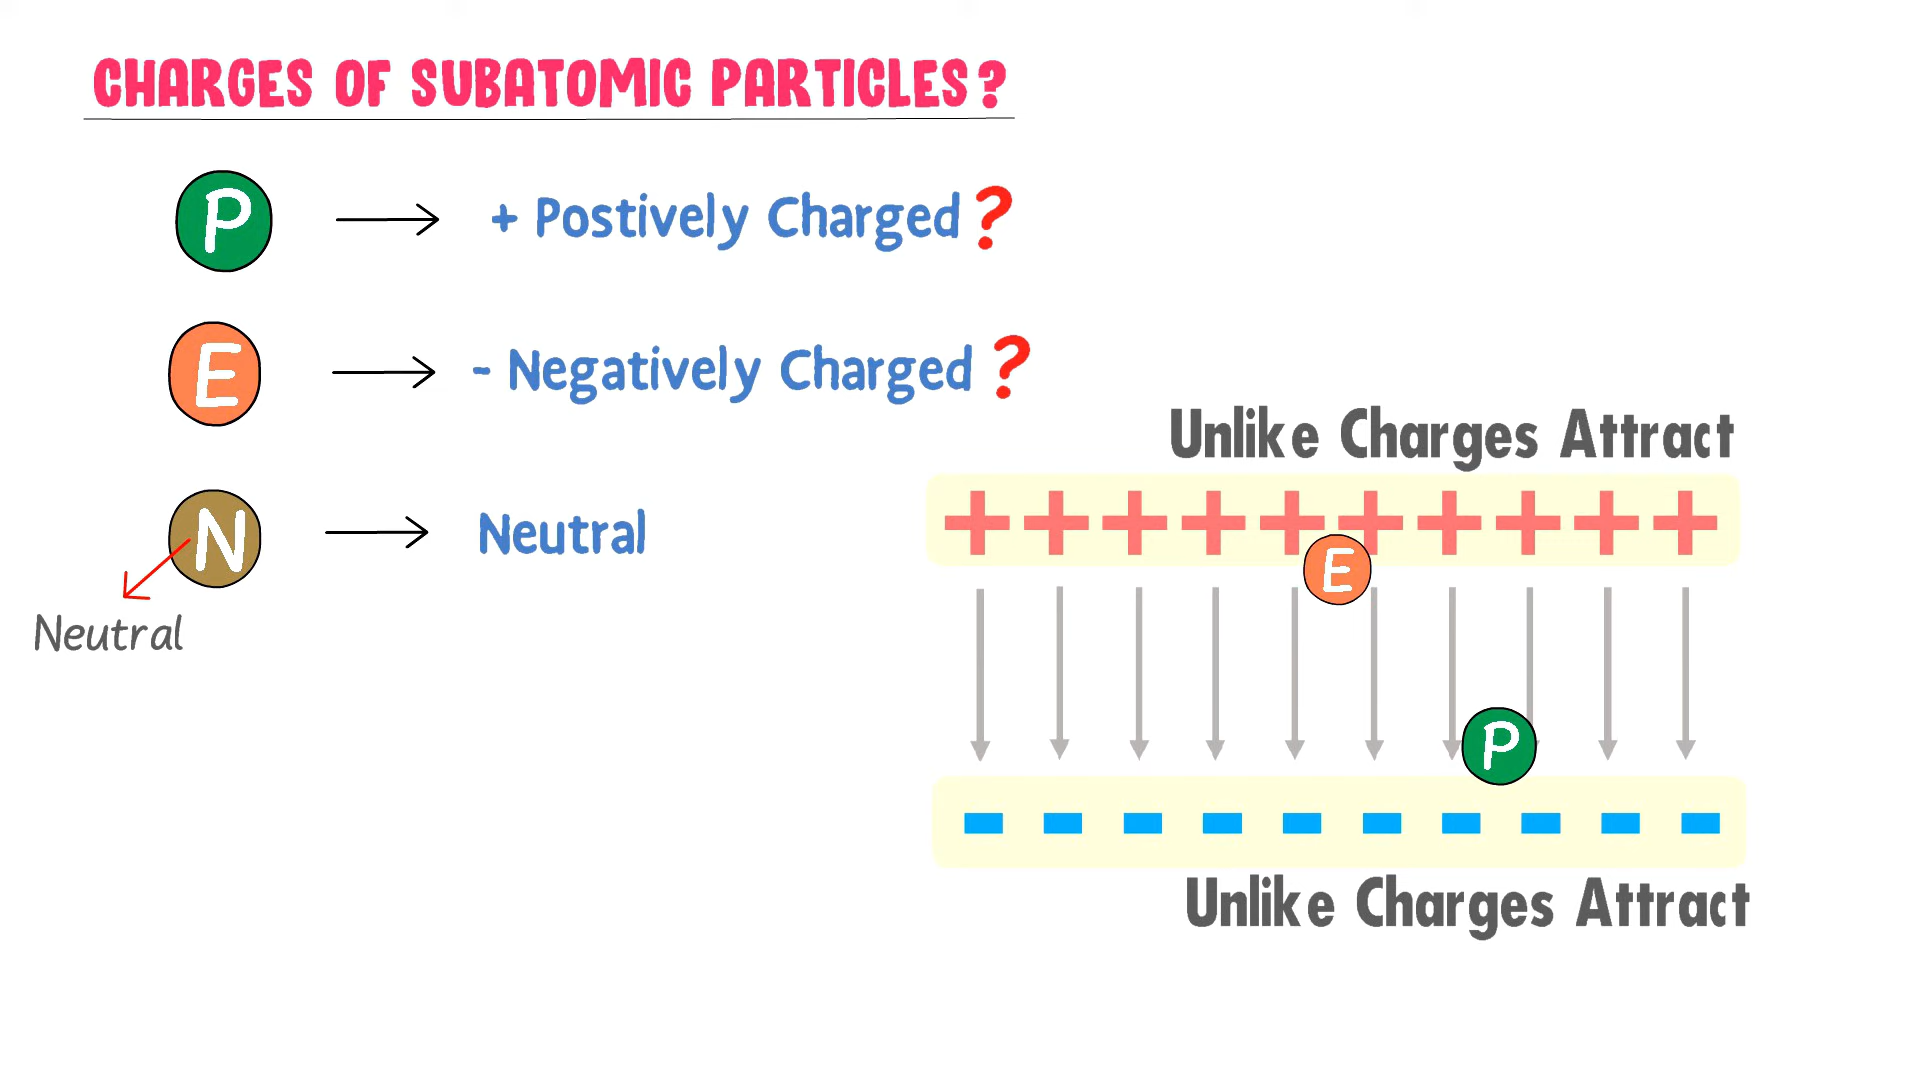 CHARGES OF SUBATOMIC PARTICLES?
P + Postively Charged ?
E - Negatively Charged ?
N Neutral
Neutral
Unlike Charges Attract
+ + + + + + + + + +
E
P
- - - - - - - - - -
Unlike Charges Attract